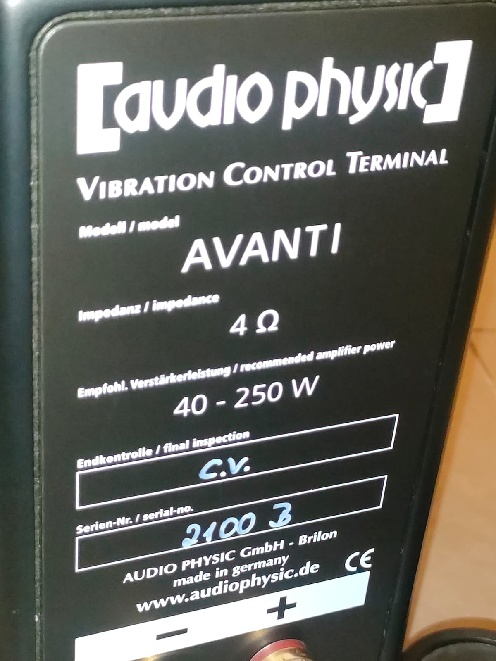 [audio physic]
VIBRATION CONTROL TERMINAL
Modell / model
AVANTI
Impedanz / impedance
4 Ω
Empfohl. Verstärkerleistung / recommended amplifier power
40 - 250 W
Endkontrolle / final inspection
C.V.
Serien-Nr. / serial-no.
2100 B
AUDIO PHYSIC GmbH - Brilon
made in germany
www.audiophysic.de CE
- +